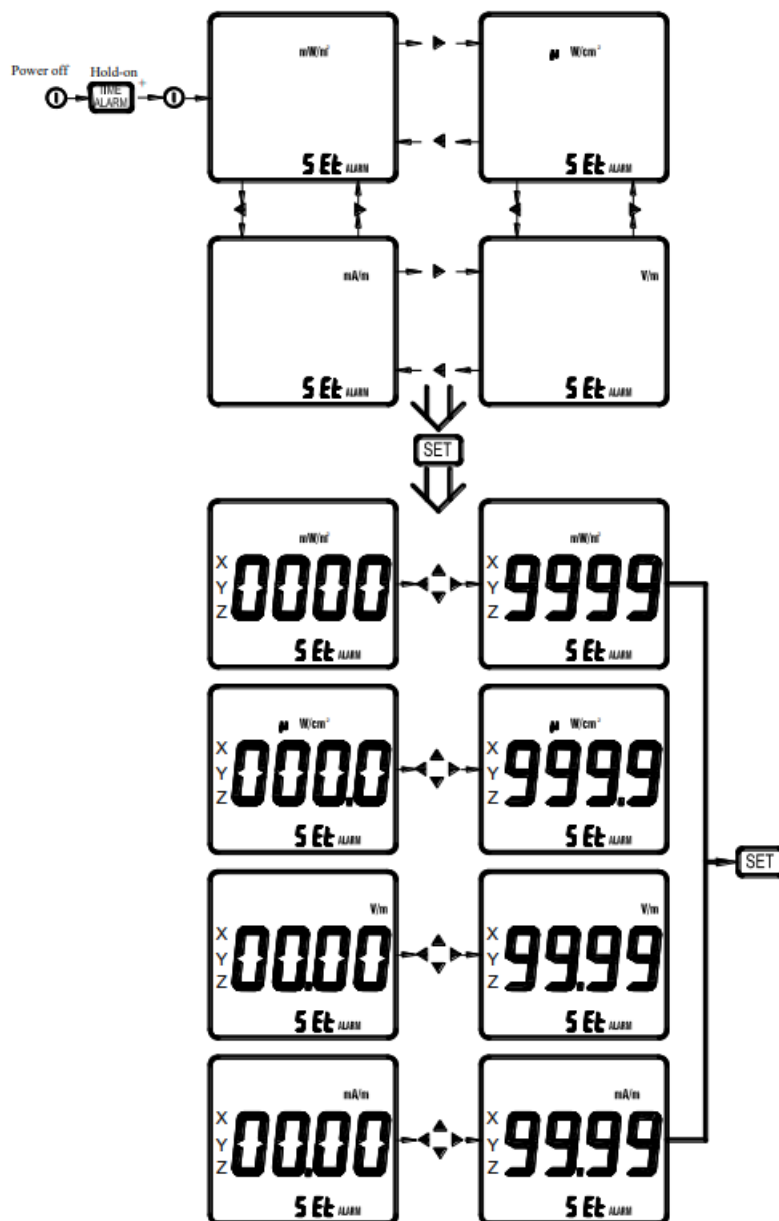 mW/m²
µ W/cm²
Power off
Hold-on
TIME
ALARM
+
SEt ALARM
SEt ALARM
mA/m
V/m
SEt ALARM
SEt ALARM
SET
mW/m²
mW/m²
X
Y
Z
0000
X
Y
Z
9999
SEt ALARM
SEt ALARM
µ W/cm²
µ W/cm²
X
Y
Z
000.0
X
Y
Z
999.9
SEt ALARM
SEt ALARM
SET
V/m
V/m
X
Y
Z
00.00
X
Y
Z
99.99
SEt ALARM
SEt ALARM
mA/m
mA/m
X
Y
Z
00.00
X
Y
Z
99.99
SEt ALARM
SEt ALARM